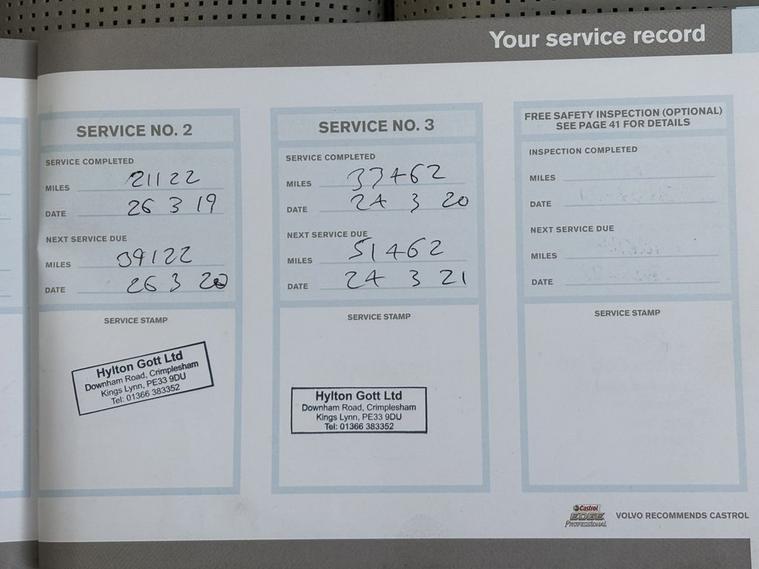 Your service record
SERVICE NO. 2
SERVICE COMPLETED
MILES 21122
DATE 26 3 19
NEXT SERVICE DUE
MILES 39122
DATE 26 3 20
SERVICE STAMP
Hylton Gott Ltd
Downham Road, Crimplesham
Kings Lynn, PE33 9DU
Tel: 01366 383352
SERVICE NO. 3
SERVICE COMPLETED
MILES 33462
DATE 24 3 20
NEXT SERVICE DUE
MILES 51462
DATE 24 3 21
SERVICE STAMP
Hylton Gott Ltd
Downham Road, Crimplesham
Kings Lynn, PE33 9DU
Tel: 01366 383352
FREE SAFETY INSPECTION (OPTIONAL)
SEE PAGE 41 FOR DETAILS
INSPECTION COMPLETED
MILES
DATE
NEXT SERVICE DUE
MILES
DATE
SERVICE STAMP
Castrol
EDGE
PROFESSIONAL
VOLVO RECOMMENDS CASTROL